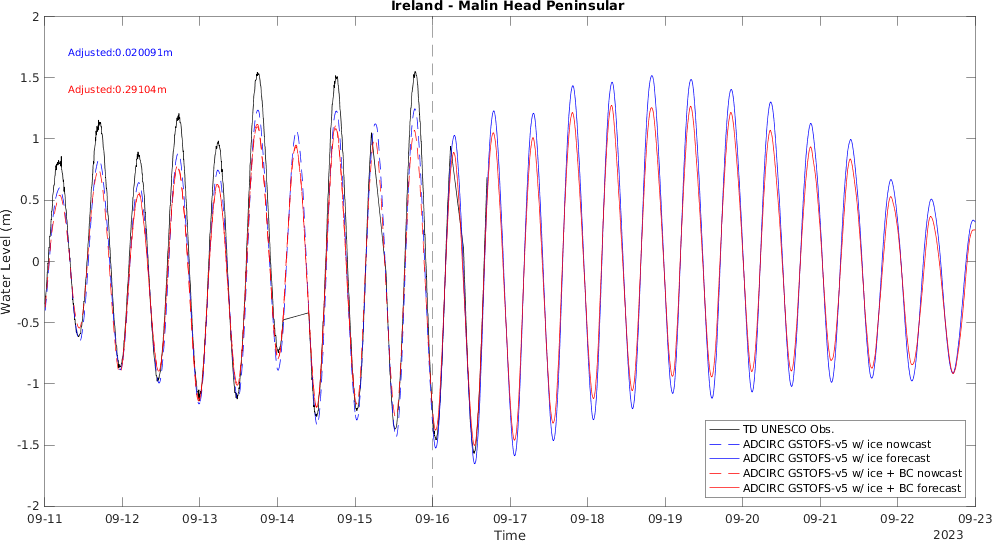 Ireland - Malin Head Peninsular
Adjusted:0.020091m
Adjusted:0.29104m
Water Level (m)
2
1.5
1
0.5
0
-0.5
-1
-1.5
-2
TD UNESCO Obs.
ADCIRC GSTOFS-v5 w/ ice nowcast
ADCIRC GSTOFS-v5 w/ ice forecast
ADCIRC GSTOFS-v5 w/ ice + BC nowcast
ADCIRC GSTOFS-v5 w/ ice + BC forecast
09-11 09-12 09-13 09-14 09-15 09-16 09-17 09-18 09-19 09-20 09-21 09-22 09-23
Time
2023